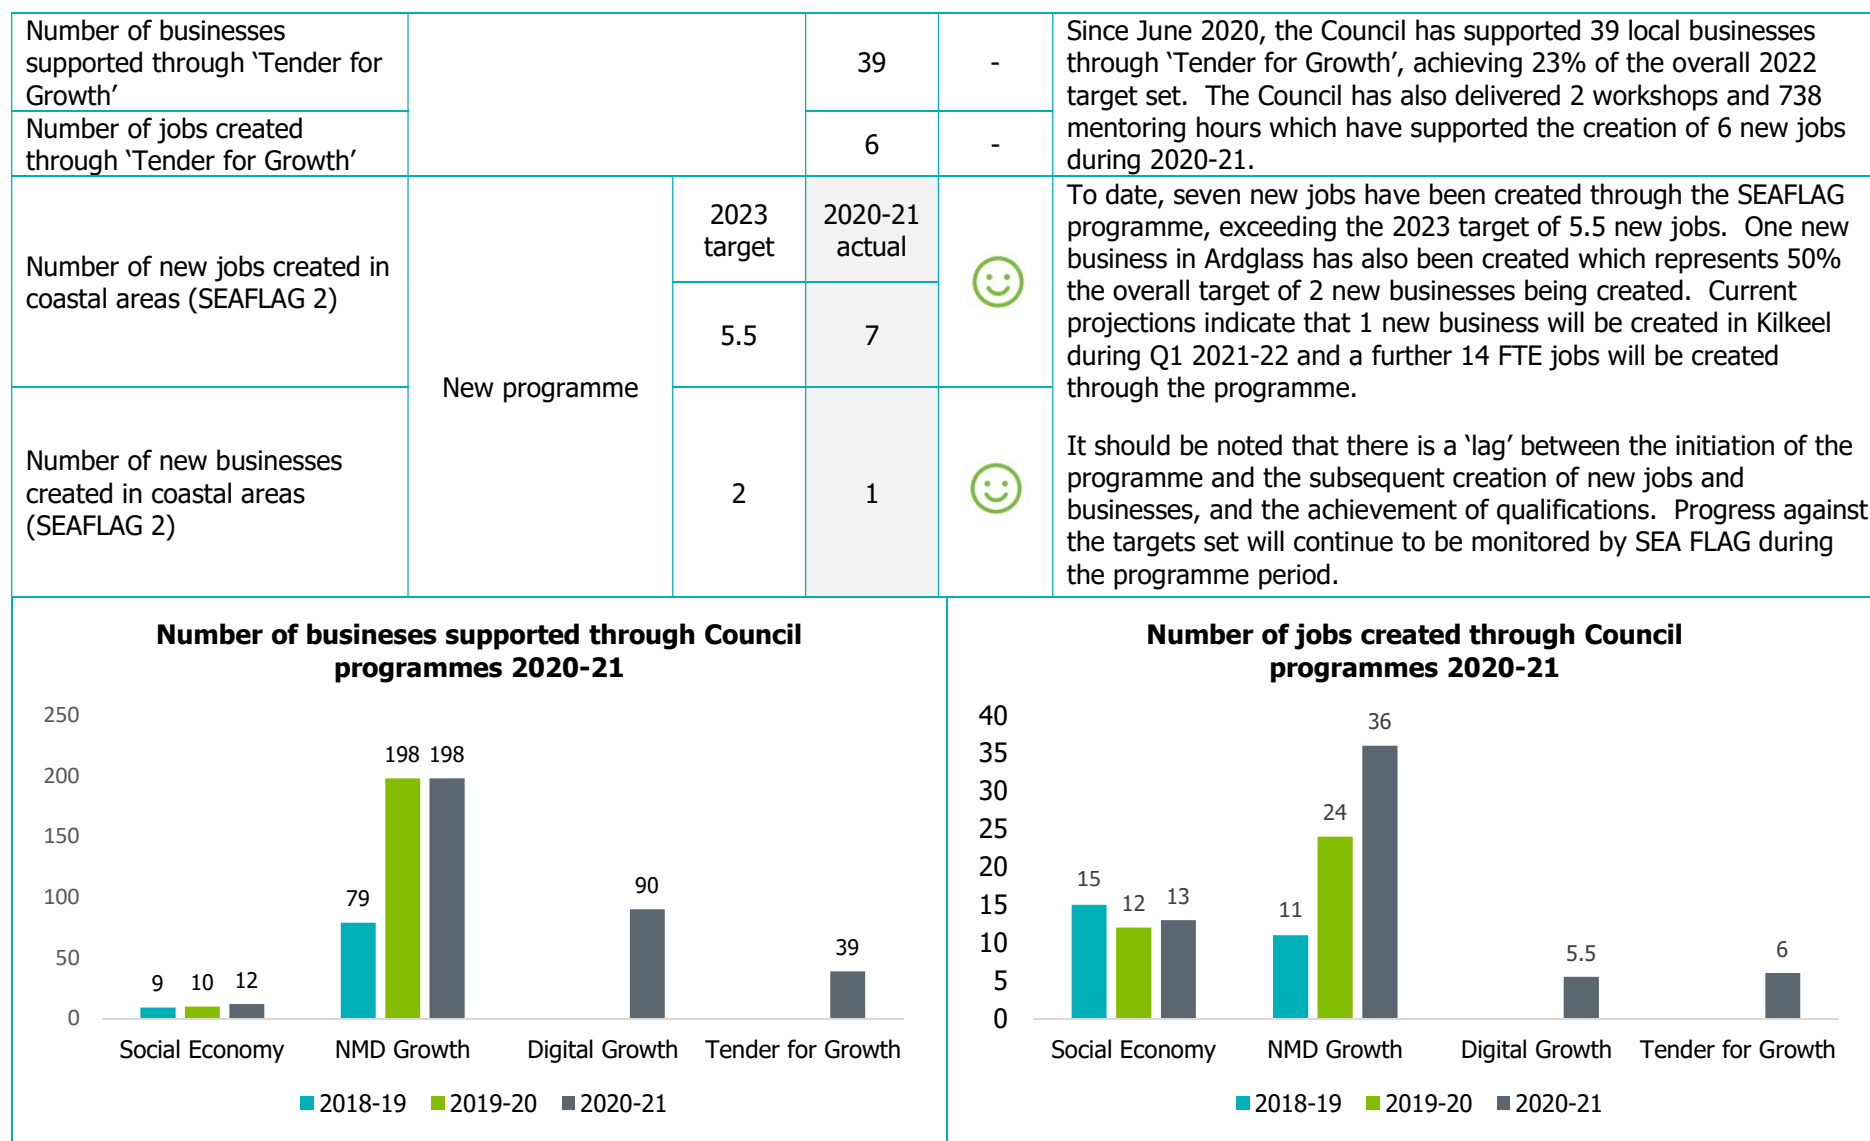 Number of businesses
supported through ‘Tender for
Growth’
39
-
Since June 2020, the Council has supported 39 local businesses
through ‘Tender for Growth’, achieving 23% of the overall 2022
target set.  The Council has also delivered 2 workshops and 738
mentoring hours which have supported the creation of 6 new jobs
during 2020-21.
Number of jobs created
through ‘Tender for Growth’
6
-
Number of new jobs created in
coastal areas (SEAFLAG 2)
New programme
2023
target
2020-21
actual
5.5
7
To date, seven new jobs have been created through the SEAFLAG
programme, exceeding the 2023 target of 5.5 new jobs.  One new
business in Ardglass has also been created which represents 50%
the overall target of 2 new businesses being created.  Current
projections indicate that 1 new business will be created in Kilkeel
during Q1 2021-22 and a further 14 FTE jobs will be created
through the programme.
It should be noted that there is a ‘lag’ between the initiation of the
programme and the subsequent creation of new jobs and
businesses, and the achievement of qualifications.  Progress against
the targets set will continue to be monitored by SEA FLAG during
the programme period.
Number of new businesses
created in coastal areas
(SEAFLAG 2)
2
1
Number of busineses supported through Council
programmes 2020-21
250
200
150
100
50
0
9
10
12
79
198
198
90
39
Social Economy
NMD Growth
Digital Growth
Tender for Growth
2018-19
2019-20
2020-21
Number of jobs created through Council
programmes 2020-21
40
35
30
25
20
15
10
5
0
15
12
13
11
24
36
5.5
6
Social Economy
NMD Growth
Digital Growth
Tender for Growth
2018-19
2019-20
2020-21